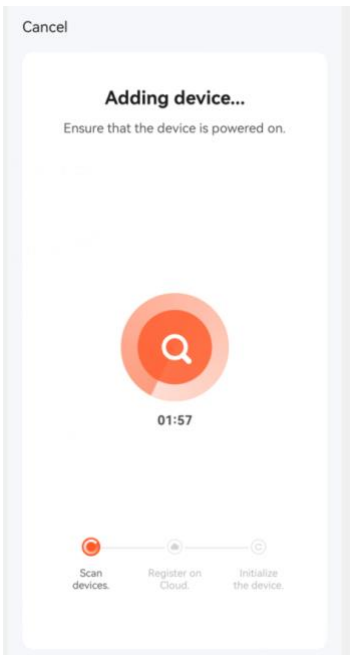 Cancel
Adding device...
Ensure that the device is powered on.
01:57
Scan
devices.
Register on
Cloud.
Initialize
the device.